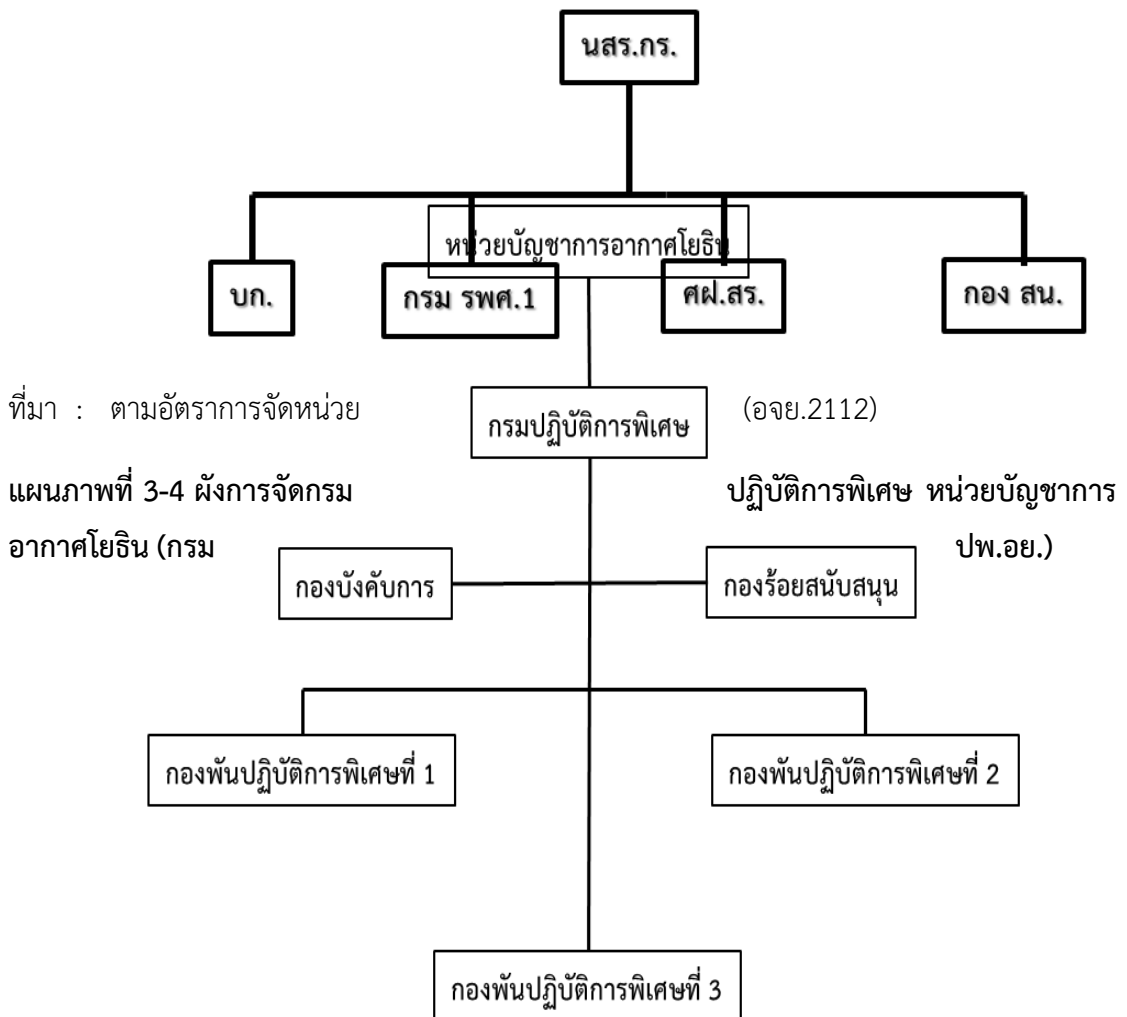 นสร.กร.
หน่วยบัญชาการอากาศโยธิน
บก.
กรม รพศ.1
ศฝ.สร.
กอง สน.
ที่มา : ตามอัตราการจัดหน่วย (อจย.2112)
กรมปฏิบัติการพิเศษ
แผนภาพที่ 3-4 ผังการจัดกรม ปฏิบัติการพิเศษ หน่วยบัญชาการ
อากาศโยธิน (กรม ปพ.อย.)
กองบังคับการ
กองร้อยสนับสนุน
กองพันปฏิบัติการพิเศษที่ 1
กองพันปฏิบัติการพิเศษที่ 2
กองพันปฏิบัติการพิเศษที่ 3